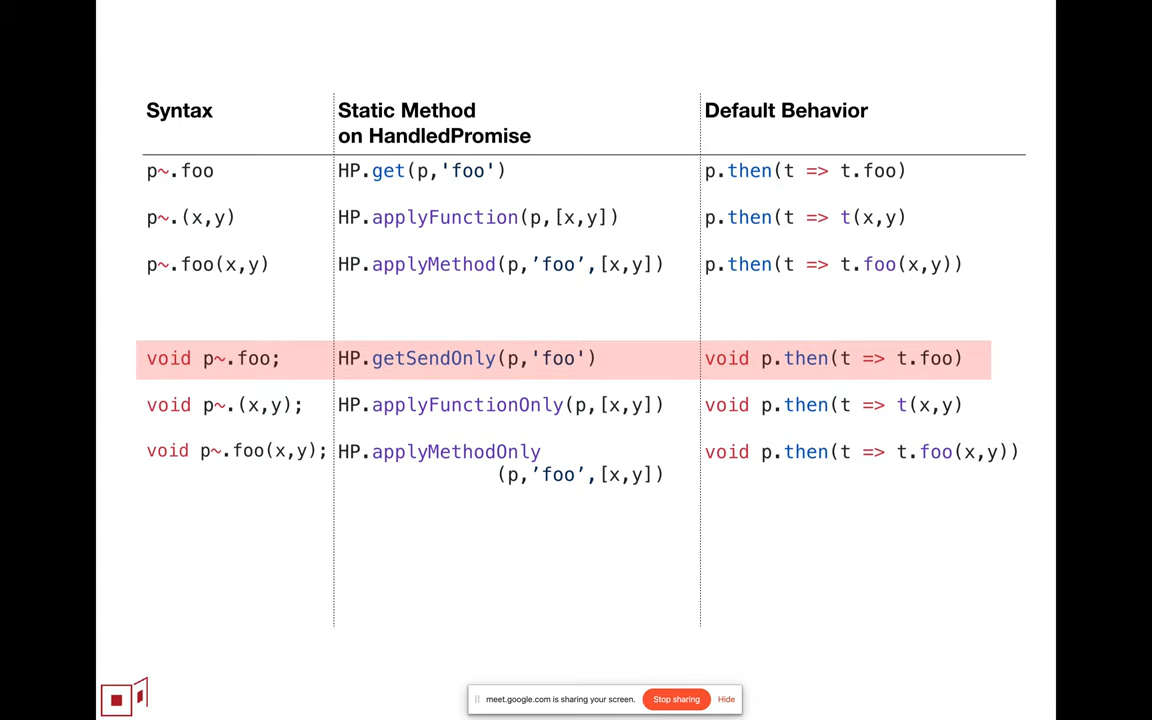 Syntax
Static Method
on HandledPromise
Default Behavior
p~.foo
HP.get(p,'foo')
p.then(t => t.foo)
p~.(x,y)
HP.applyFunction(p,[x,y])
p.then(t => t(x,y)
p~.foo(x,y)
HP.applyMethod(p,’foo’,[x,y])
p.then(t => t.foo(x,y))
void p~.foo;
HP.getSendOnly(p,'foo')
void p.then(t => t.foo)
void p~.(x,y);
HP.applyFunctionOnly(p,[x,y])
void p.then(t => t(x,y)
void p~.foo(x,y);
HP.applyMethodOnly
(p,’foo’,[x,y])
void p.then(t => t.foo(x,y))
meet.google.com is sharing your screen.
Stop sharing
Hide